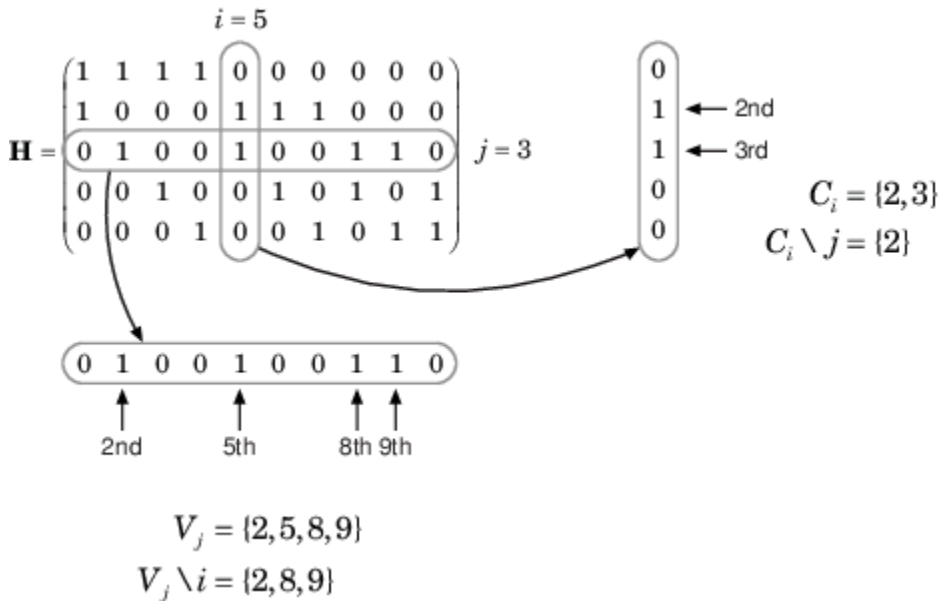 i = 5
1 1 1 1 0 0 0 0 0 0
1 0 0 0 1 1 1 0 0 0
H = 0 1 0 0 1 0 0 1 1 0 j = 3
0 0 1 0 0 1 0 1 0 1
0 0 0 1 0 0 1 0 1 1
0
1 2nd
1 3rd
0
0
C_i = {2,3}
C_i \ j = {2}
0 1 0 0 1 0 0 1 1 0
2nd 5th 8th 9th
V_j = {2,5,8,9}
V_j \ i = {2,8,9}